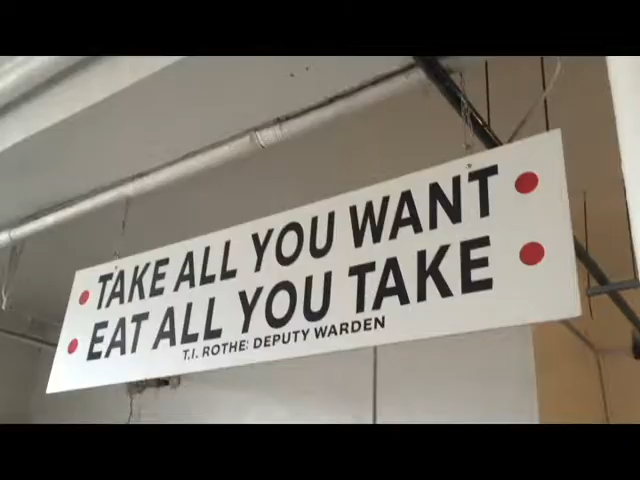 TAKE ALL YOU WANT
EAT ALL YOU TAKE
T.I. ROTHE: DEPUTY WARDEN